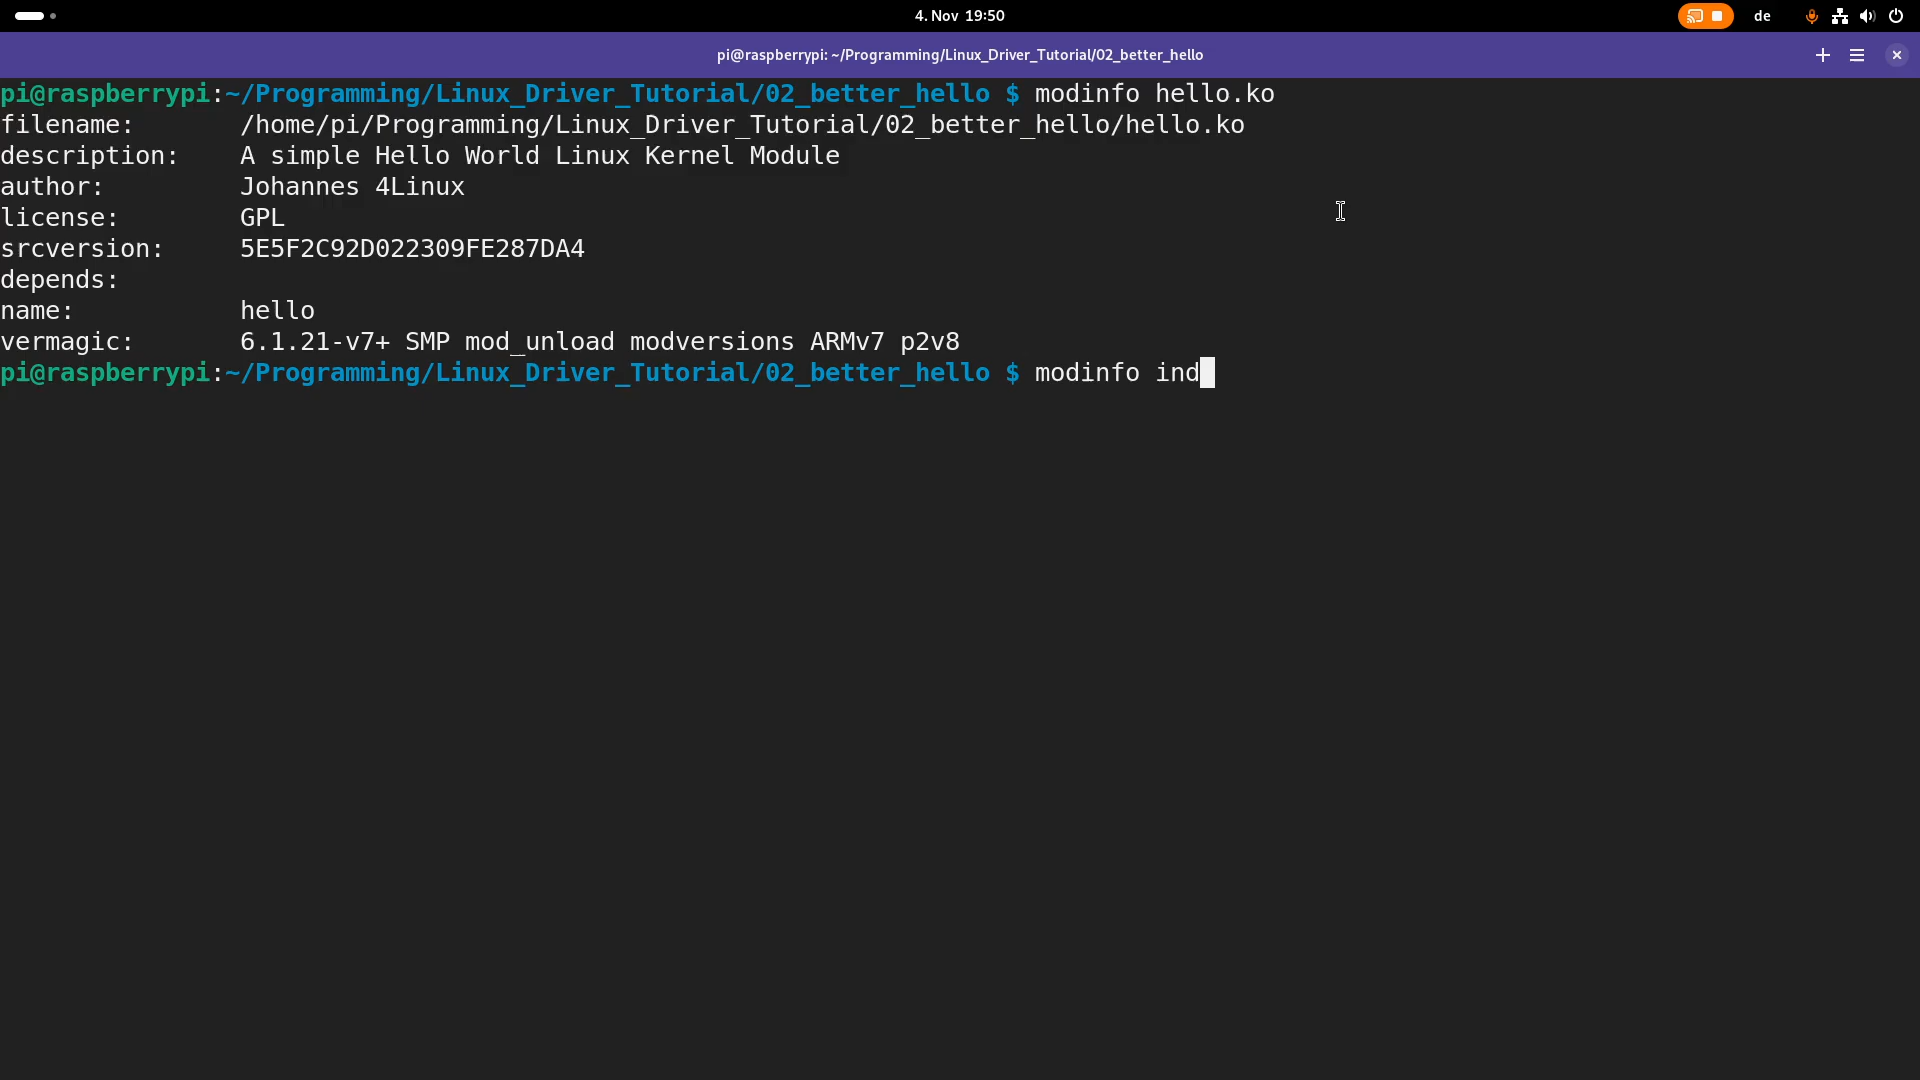 4. Nov 19:50
de
pi@raspberrypi: ~/Programming/Linux_Driver_Tutorial/02_better_hello
pi@raspberrypi:~/Programming/Linux_Driver_Tutorial/02_better_hello $ modinfo hello.ko
filename:       /home/pi/Programming/Linux_Driver_Tutorial/02_better_hello/hello.ko
description:    A simple Hello World Linux Kernel Module
author:         Johannes 4Linux
license:        GPL
srcversion:     5E5F2C92D022309FE287DA4
depends:
name:           hello
vermagic:       6.1.21-v7+ SMP mod_unload modversions ARMv7 p2v8
pi@raspberrypi:~/Programming/Linux_Driver_Tutorial/02_better_hello $ modinfo ind